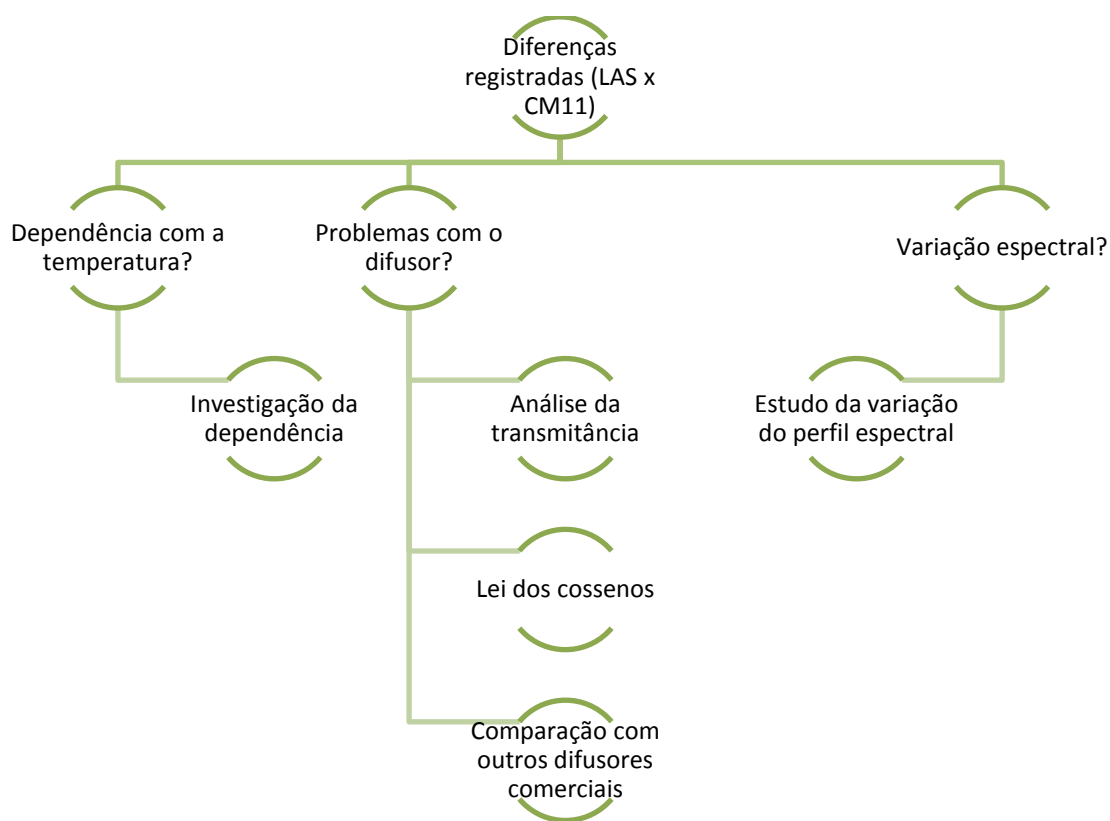 Diferenças
registradas (LAS x
CM11)
Dependência com a
temperatura?
Problemas com o
difusor?
Variação espectral?
Investigação da
dependência
Análise da
transmitância
Estudo da variação
do perfil espectral
Lei dos cossenos
Comparação com
outros difusores
comerciais